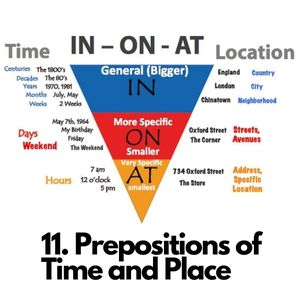 Time IN – ON - AT Location
Centuries The 1800's
Decades The 80's
Years 1970, 1981
Months July, May
Weeks 2 Weeks
General (Bigger)
IN
England Country
London City
Chinatown Neighborhood
May 7th, 1964
My Birthday
Friday
The Weekend
Days
Weekend
More Specific
ON
Smaller
Oxford Street
The Corner
Streets,
Avenues
Hours
7 am
12 o'clock
5 pm
Very Specific
AT
smallest
734 Oxford Street
The Store
Address,
Specific
Location
11. Prepositions of
Time and Place